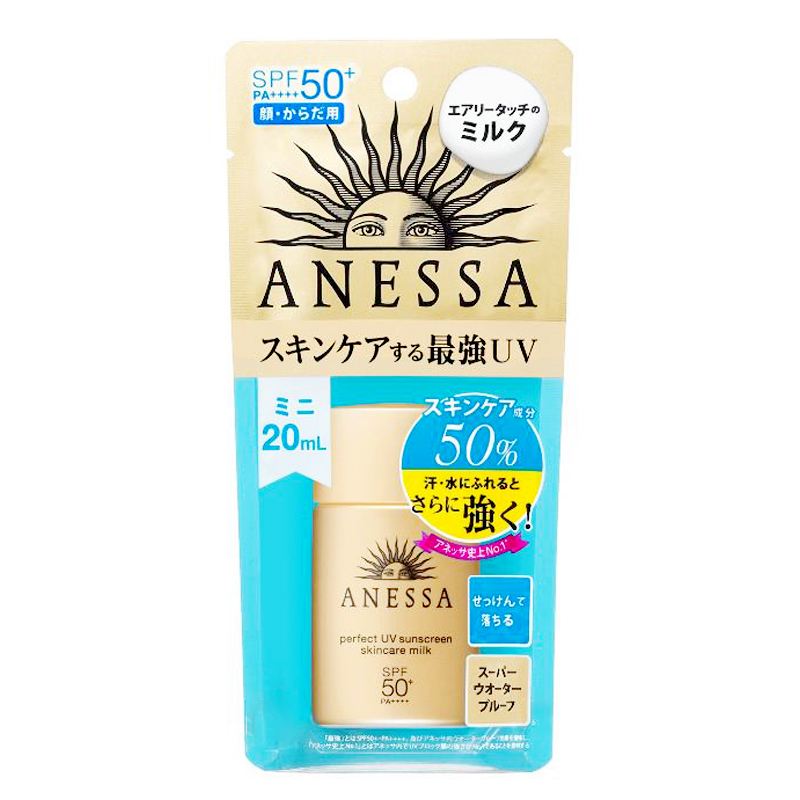 SPF50+
PA++++
顔・からだ用
エアリータッチの
ミルク
ANESSA
スキンケアする最強UV
ミニ
20mL
スキンケア成分
50%
汗・水にふれると
さらに強く!
アネッサ史上No.1
ANESSA
perfect UV sunscreen
skincare milk
SPF
50+
PA++++
せっけんで
落ちる
スーパー
ウオーター
プルーフ